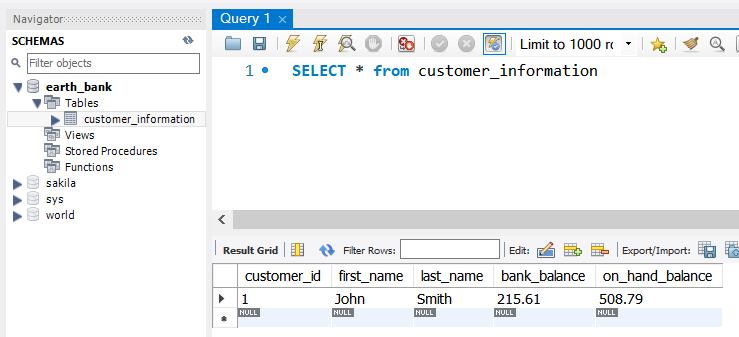 Navigator
SCHEMAS
Filter objects
earth_bank
Tables
customer_information
Views
Stored Procedures
Functions
sakila
sys
world
Query 1
Limit to 1000 rc
1 SELECT * from customer_information
Result Grid Filter Rows: Edit: Export/Import:
customer_id first_name last_name bank_balance on_hand_balance
1 John Smith 215.61 508.79
NULL NULL NULL NULL NULL